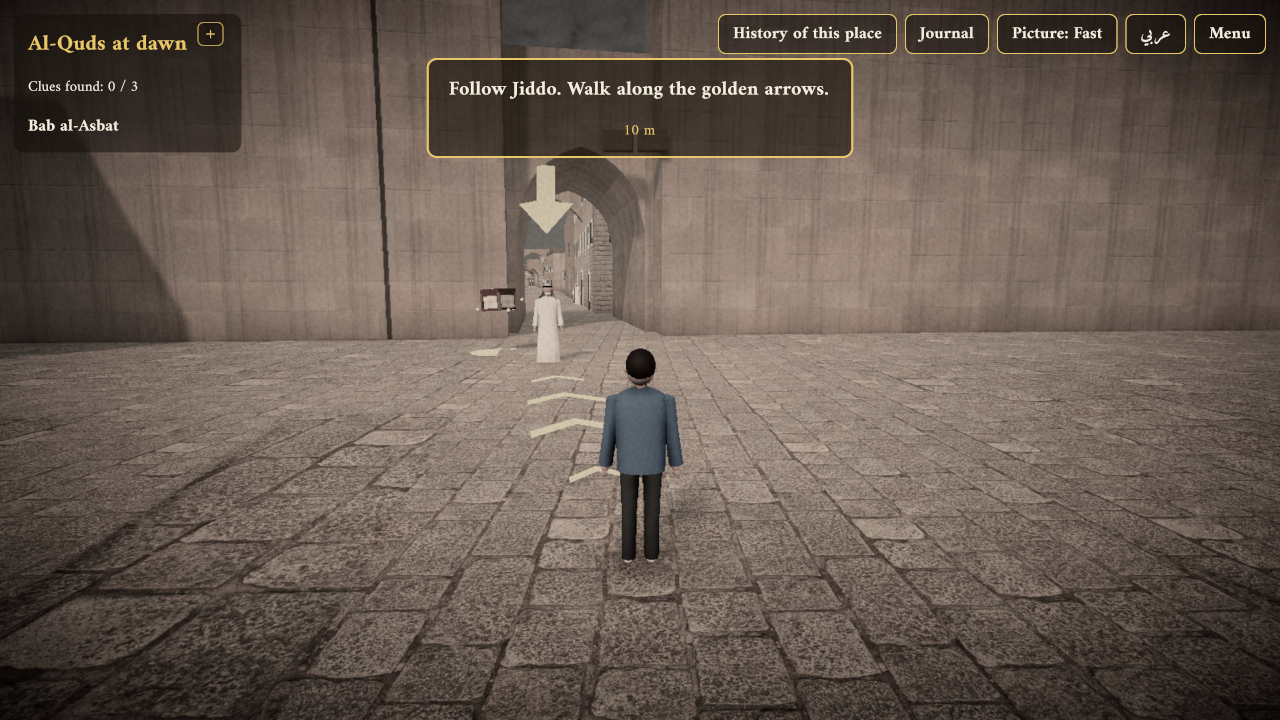 Al-Quds at dawn
+
Clues found: 0 / 3
Bab al-Asbat
History of this place
Journal
Picture: Fast
عربي
Menu
Follow Jiddo. Walk along the golden arrows.
10 m